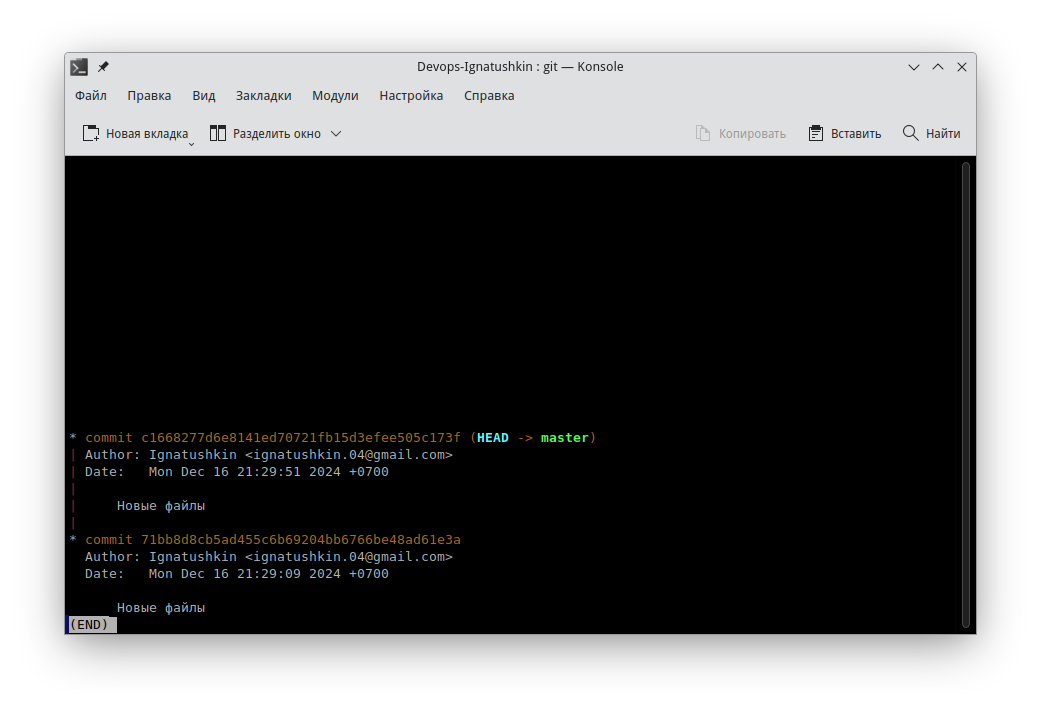 Devops-Ignatushkin : git — Konsole
Файл Правка Вид Закладки Модули Настройка Справка
Новая вкладка Разделить окно Копировать Вставить Найти
* commit c1668277d6e8141ed70721fb15d3efee505c173f (HEAD -> master)
| Author: Ignatushkin <ignatushkin.04@gmail.com>
| Date:   Mon Dec 16 21:29:51 2024 +0700
|
|     Новые файлы
|
* commit 71bb8d8cb5ad455c6b69204bb6766be48ad61e3a
  Author: Ignatushkin <ignatushkin.04@gmail.com>
  Date:   Mon Dec 16 21:29:09 2024 +0700
      Новые файлы
(END)